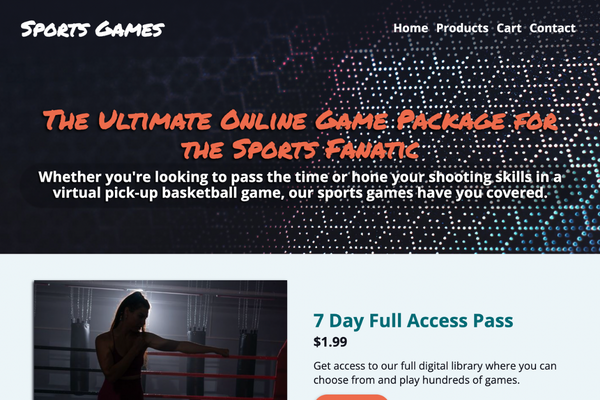 Sports Games
Home Products Cart Contact
The Ultimate Online Game Package for
the Sports Fanatic
Whether you're looking to pass the time or hone your shooting skills in a
virtual pick-up basketball game, our sports games have you covered.
7 Day Full Access Pass
$1.99
Get access to our full digital library where you can
choose from and play hundreds of games.